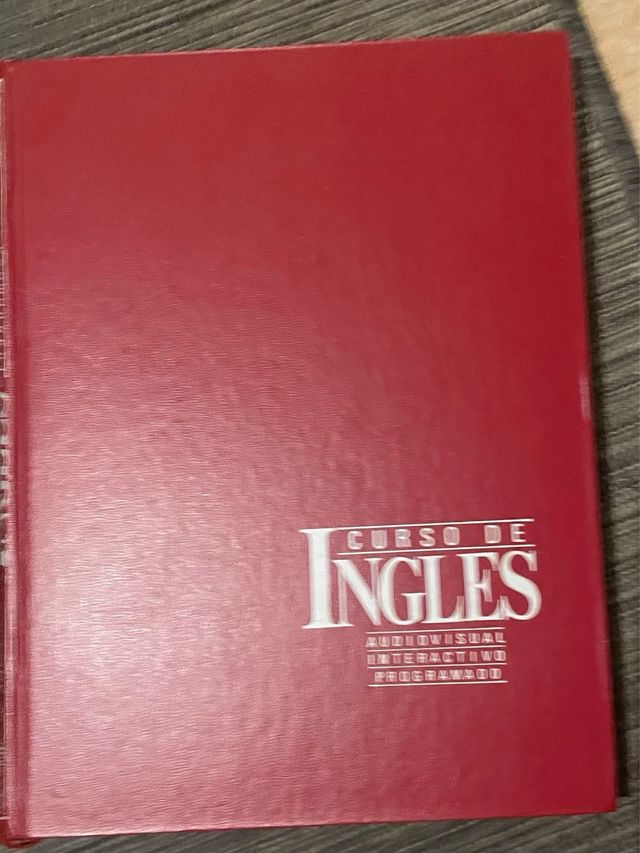 CURSO DE
INGLES
AUDIOVISUAL
INTERACTIVO
PROGRAMADO